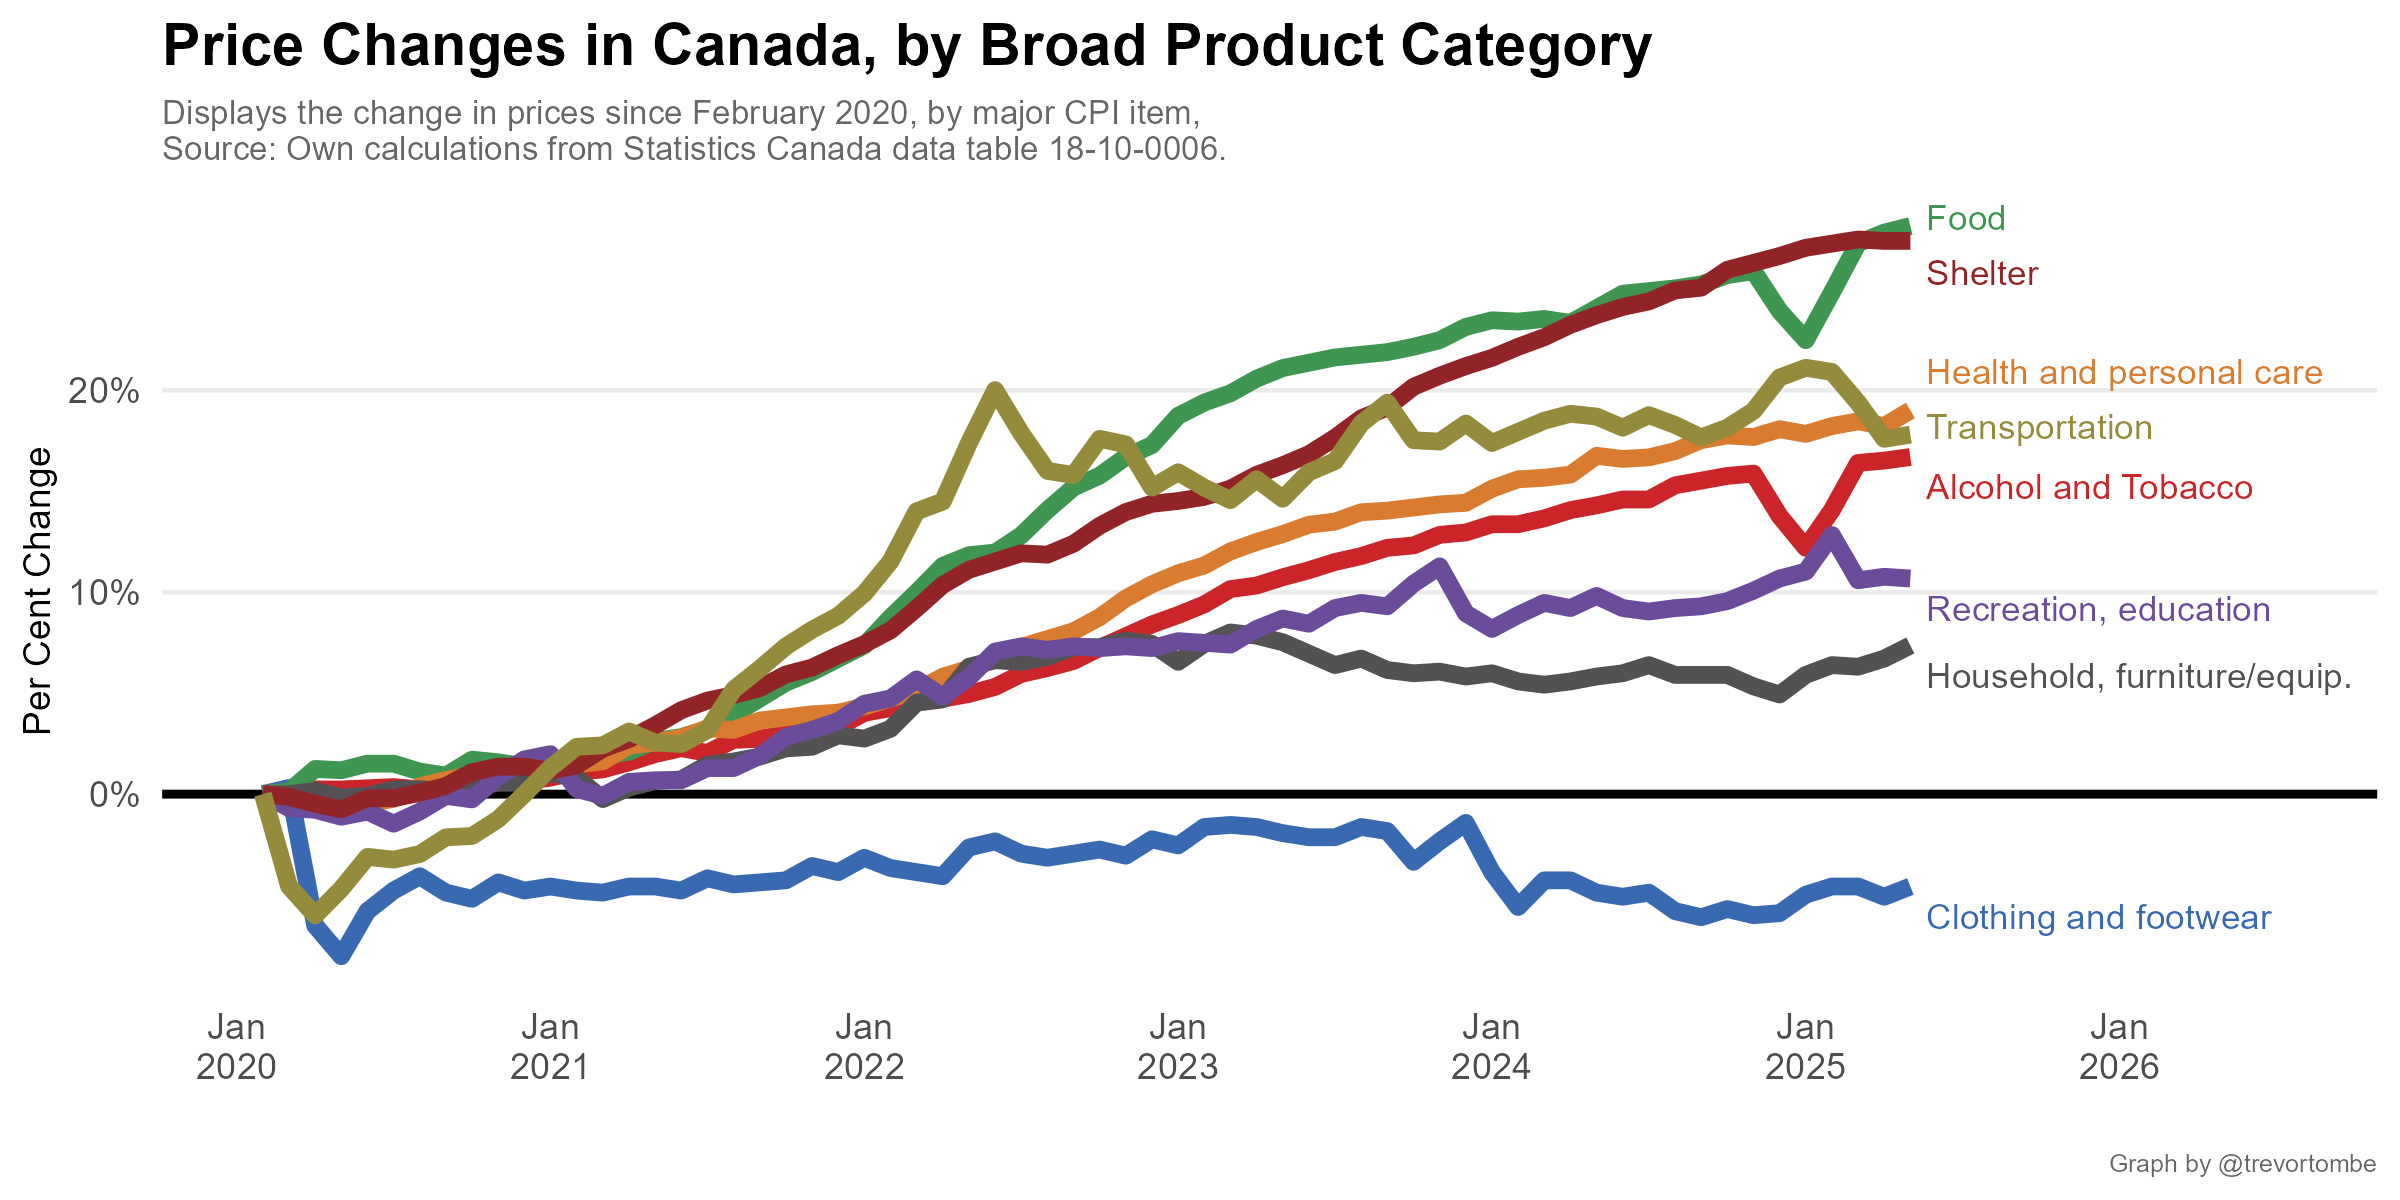 Price Changes in Canada, by Broad Product Category
Displays the change in prices since February 2020, by major CPI item,
Source: Own calculations from Statistics Canada data table 18-10-0006.
Per Cent Change
20%
10%
0%
Food
Shelter
Health and personal care
Transportation
Alcohol and Tobacco
Recreation, education
Household, furniture/equip.
Clothing and footwear
Jan
2020
Jan
2021
Jan
2022
Jan
2023
Jan
2024
Jan
2025
Jan
2026
Graph by @trevortombe